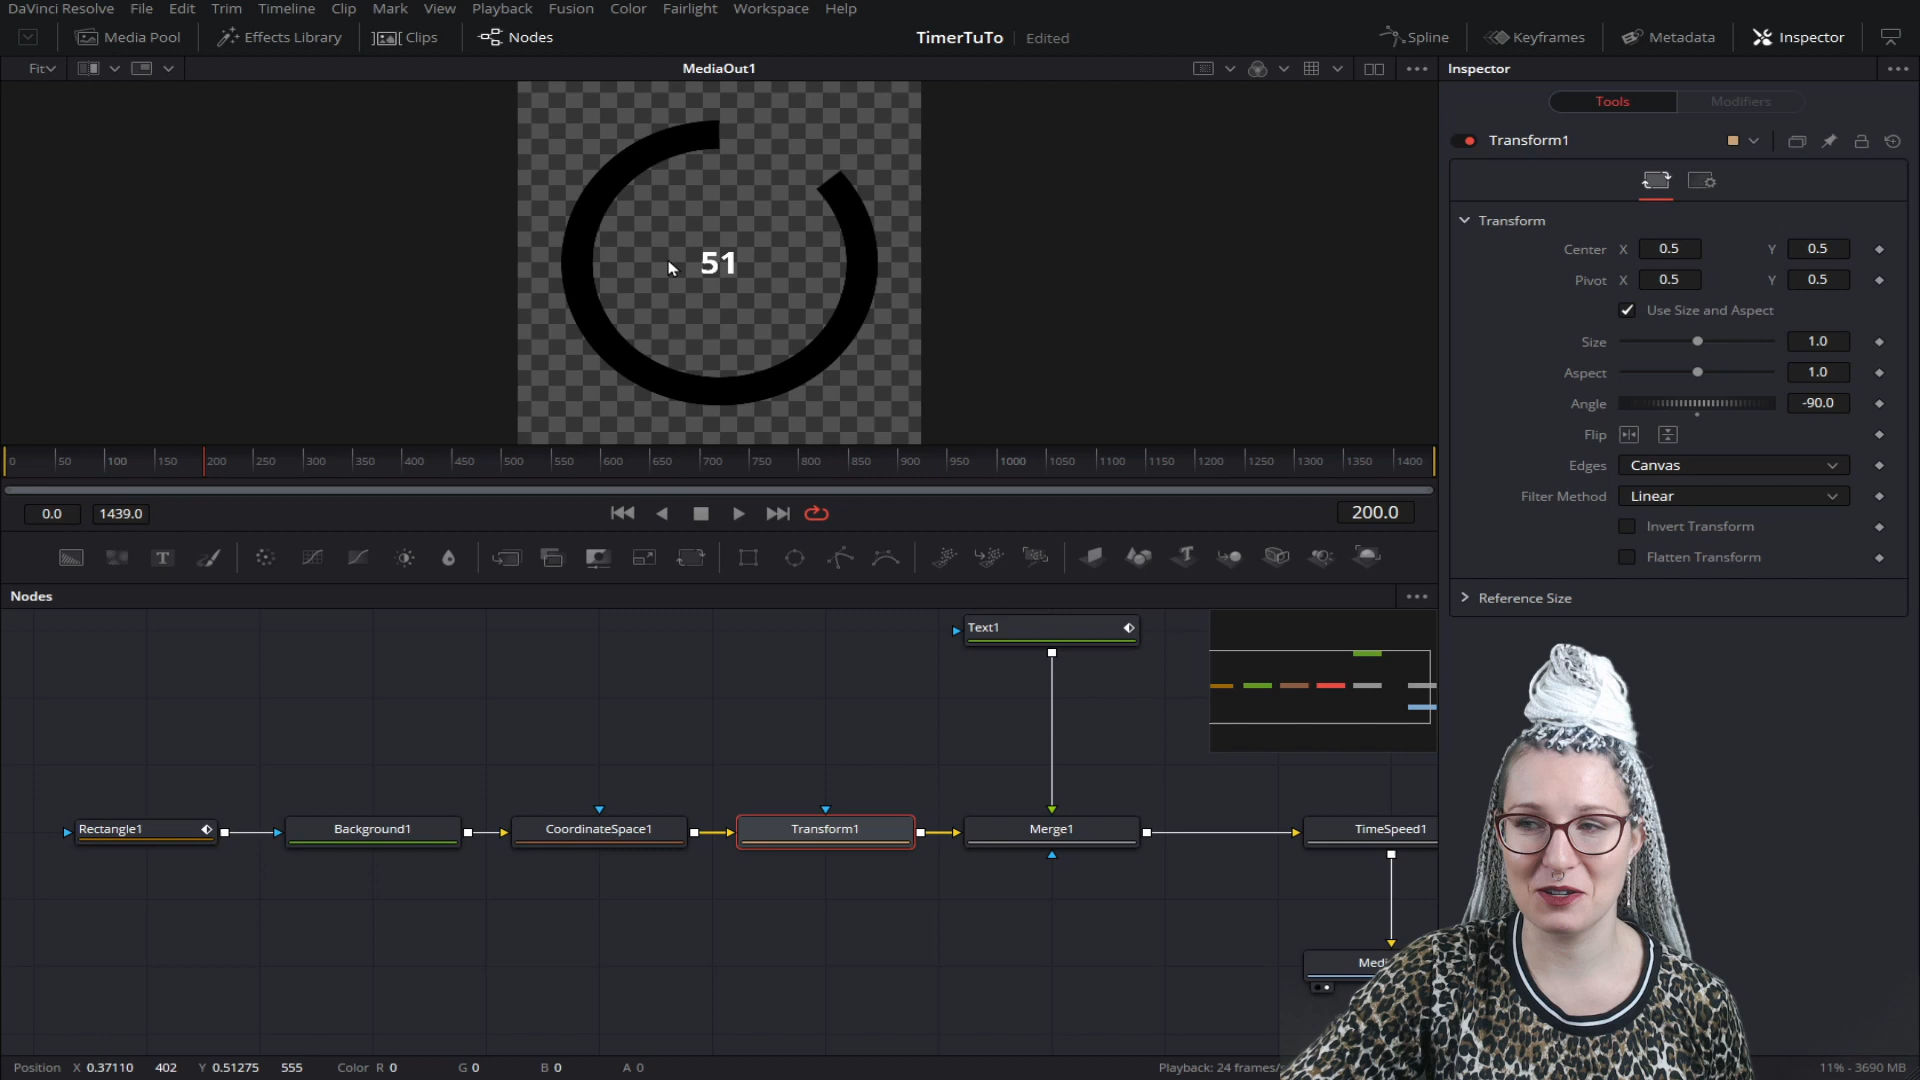 DaVinci Resolve File Edit Trim Timeline Clip Mark View Playback Fusion Color Fairlight Workspace Help
Media Pool Effects Library Clips Nodes TimerTuTo Edited Spline Keyframes Metadata Inspector
Fit MediaOut1 Inspector
Tools Modifiers
Transform1
Transform
Center X 0.5 Y 0.5
Pivot X 0.5 Y 0.5
Use Size and Aspect
Size 1.0
Aspect 1.0
Angle -90.0
Flip
Edges Canvas
Filter Method Linear
Invert Transform
Flatten Transform
Reference Size
51
0 50 100 150 200 250 300 350 400 450 500 550 600 650 700 750 800 850 900 950 1000 1050 1100 1150 1200 1250 1300 1350 1400
0.0 1439.0 200.0
Nodes
Text1
Rectangle1 Background1 CoordinateSpace1 Transform1 Merge1 TimeSpeed1
Medi
Position X 0.37110 402 Y 0.51275 555 Color R 0 G 0 B 0 A 0 Playback: 24 frames/ 11% - 3690 MB